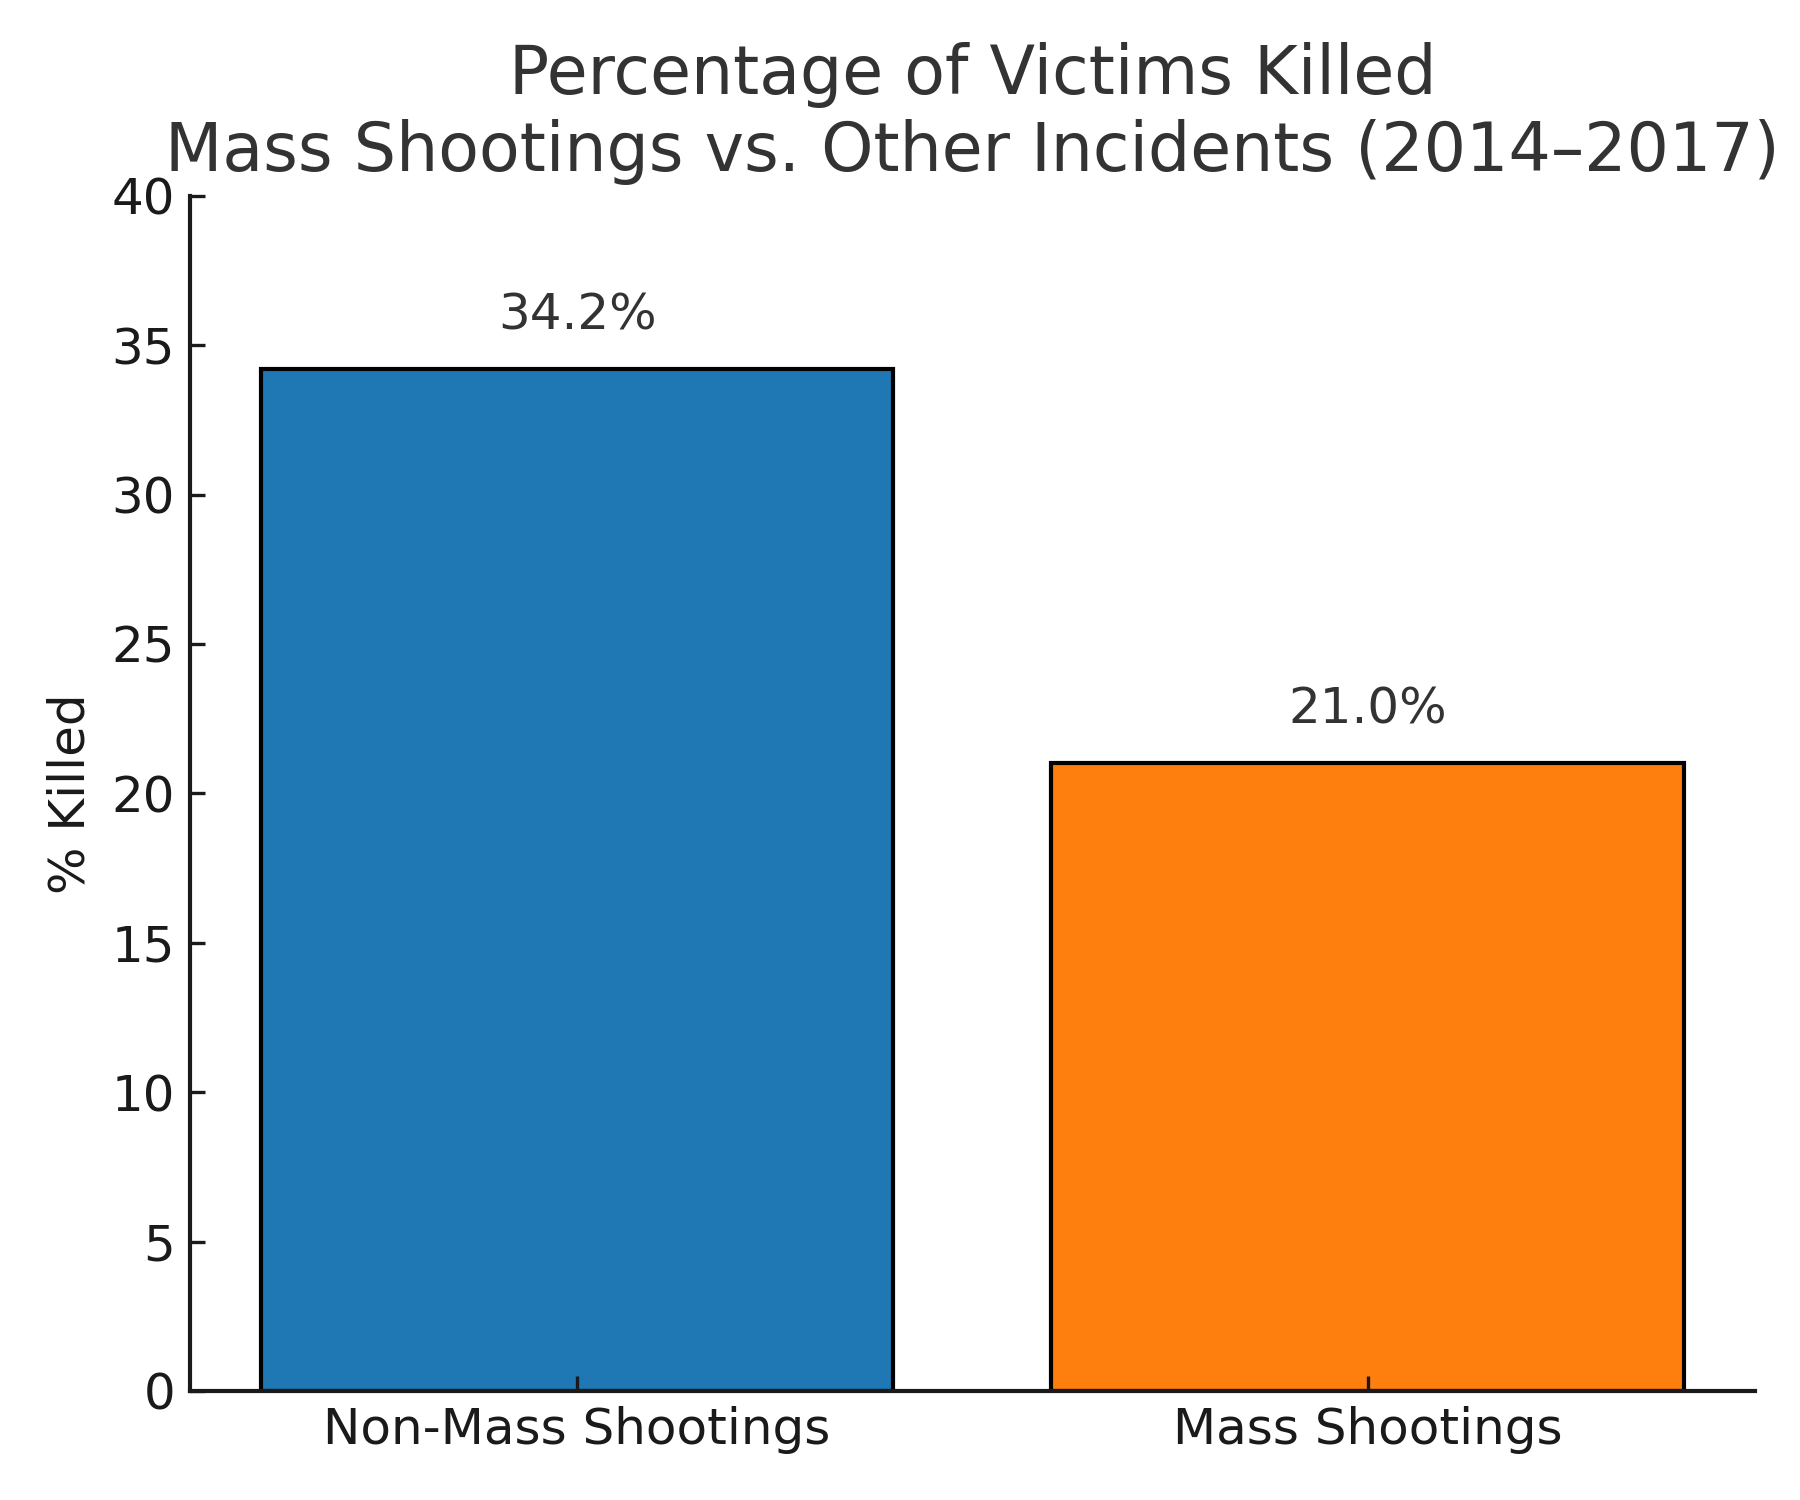 Percentage of Victims Killed
Mass Shootings vs. Other Incidents (2014–2017)
40
35
30
25
20
15
10
5
0
% Killed
34.2%
21.0%
Non-Mass Shootings
Mass Shootings